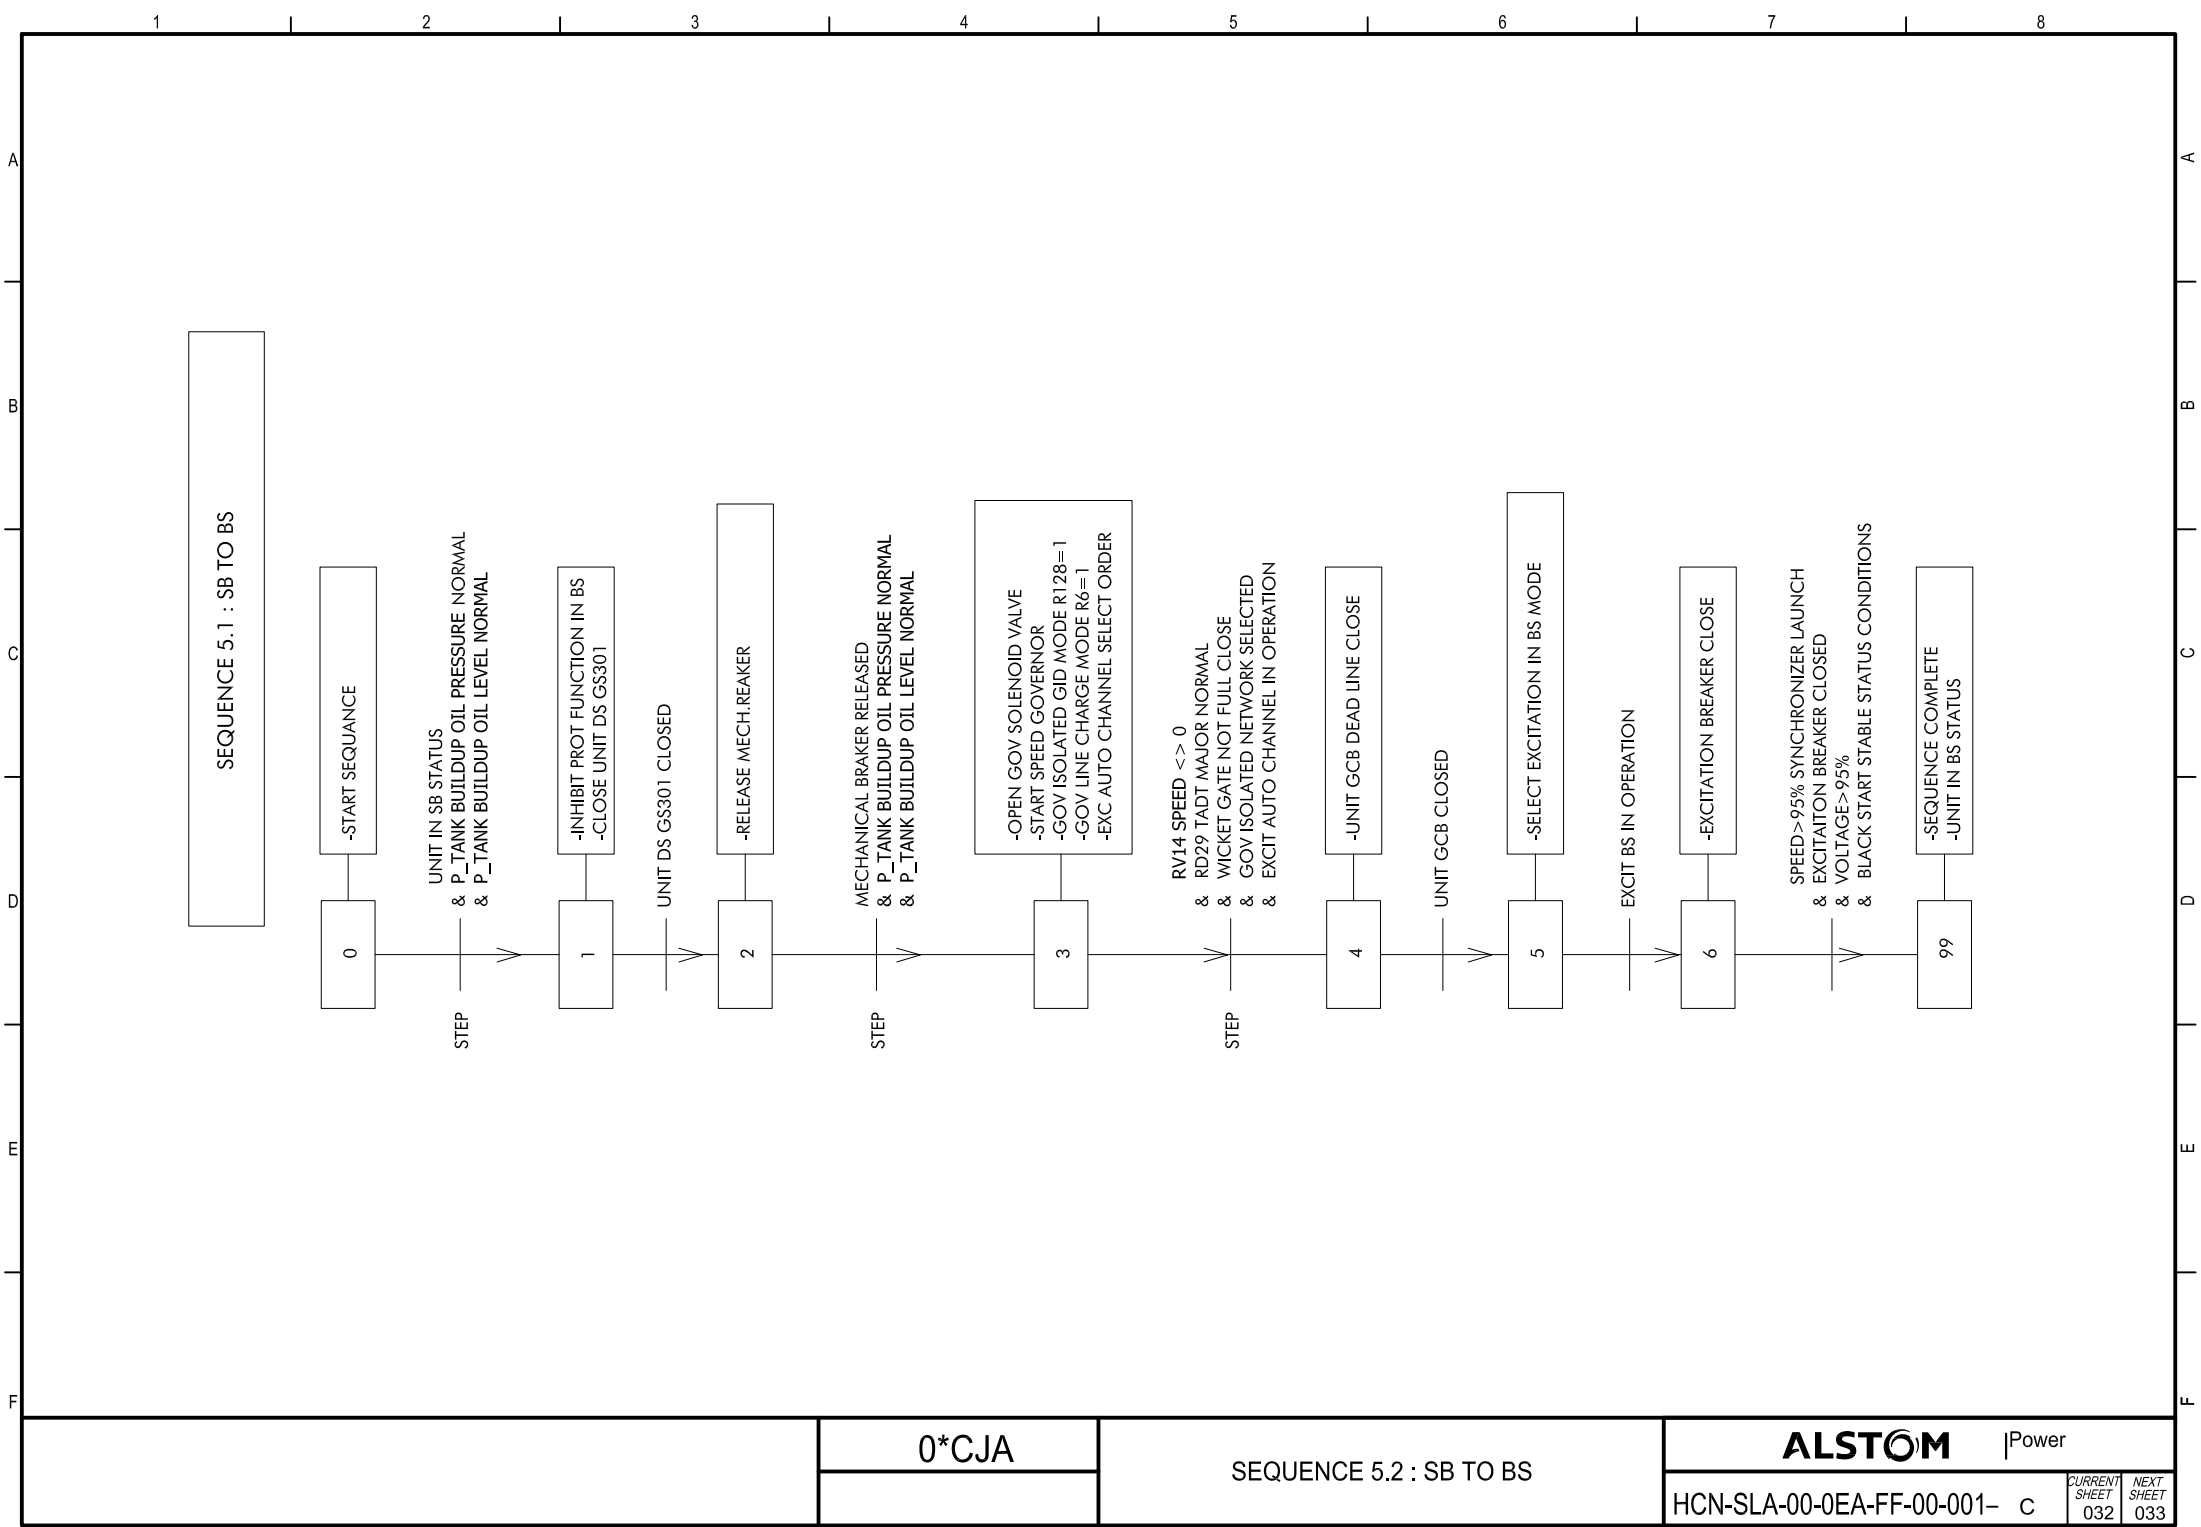 1
2
3
4
5
6
7
8
A
B
C
D
E
F
A
B
C
D
E
F
SEQUENCE 5.1 : SB TO BS
0
-START SEQUANCE
STEP
UNIT IN SB STATUS
& P_TANK BUILDUP OIL PRESSURE NORMAL
& P_TANK BUILDUP OIL LEVEL NORMAL
1
-INHIBIT PROT FUNCTION IN BS
-CLOSE UNIT DS GS301
UNIT DS GS301 CLOSED
2
-RELEASE MECH.REAKER
STEP
MECHANICAL BRAKER RELEASED
& P_TANK BUILDUP OIL PRESSURE NORMAL
& P_TANK BUILDUP OIL LEVEL NORMAL
3
-OPEN GOV SOLENOID VALVE
-START SPEED GOVERNOR
-GOV ISOLATED GID MODE R128=1
-GOV LINE CHARGE MODE R6=1
-EXC AUTO CHANNEL SELECT ORDER
STEP
RV14 SPEED <> 0
& RD29 TADT MAJOR NORMAL
& WICKET GATE NOT FULL CLOSE
& GOV ISOLATED NETWORK SELECTED
& EXCIT AUTO CHANNEL IN OPERATION
4
-UNIT GCB DEAD LINE CLOSE
UNIT GCB CLOSED
5
-SELECT EXCITATION IN BS MODE
EXCIT BS IN OPERATION
6
-EXCITATION BREAKER CLOSE
SPEED>95% SYNCHRONIZER LAUNCH
& EXCITAITON BREAKER CLOSED
& VOLTAGE>95%
& BLACK START STABLE STATUS CONDITIONS
99
-SEQUENCE COMPLETE
-UNIT IN BS STATUS
0*CJA
SEQUENCE 5.2 : SB TO BS
ALSTOM
Power
HCN-SLA-00-0EA-FF-00-001– C
CURRENT SHEET
032
NEXT SHEET
033